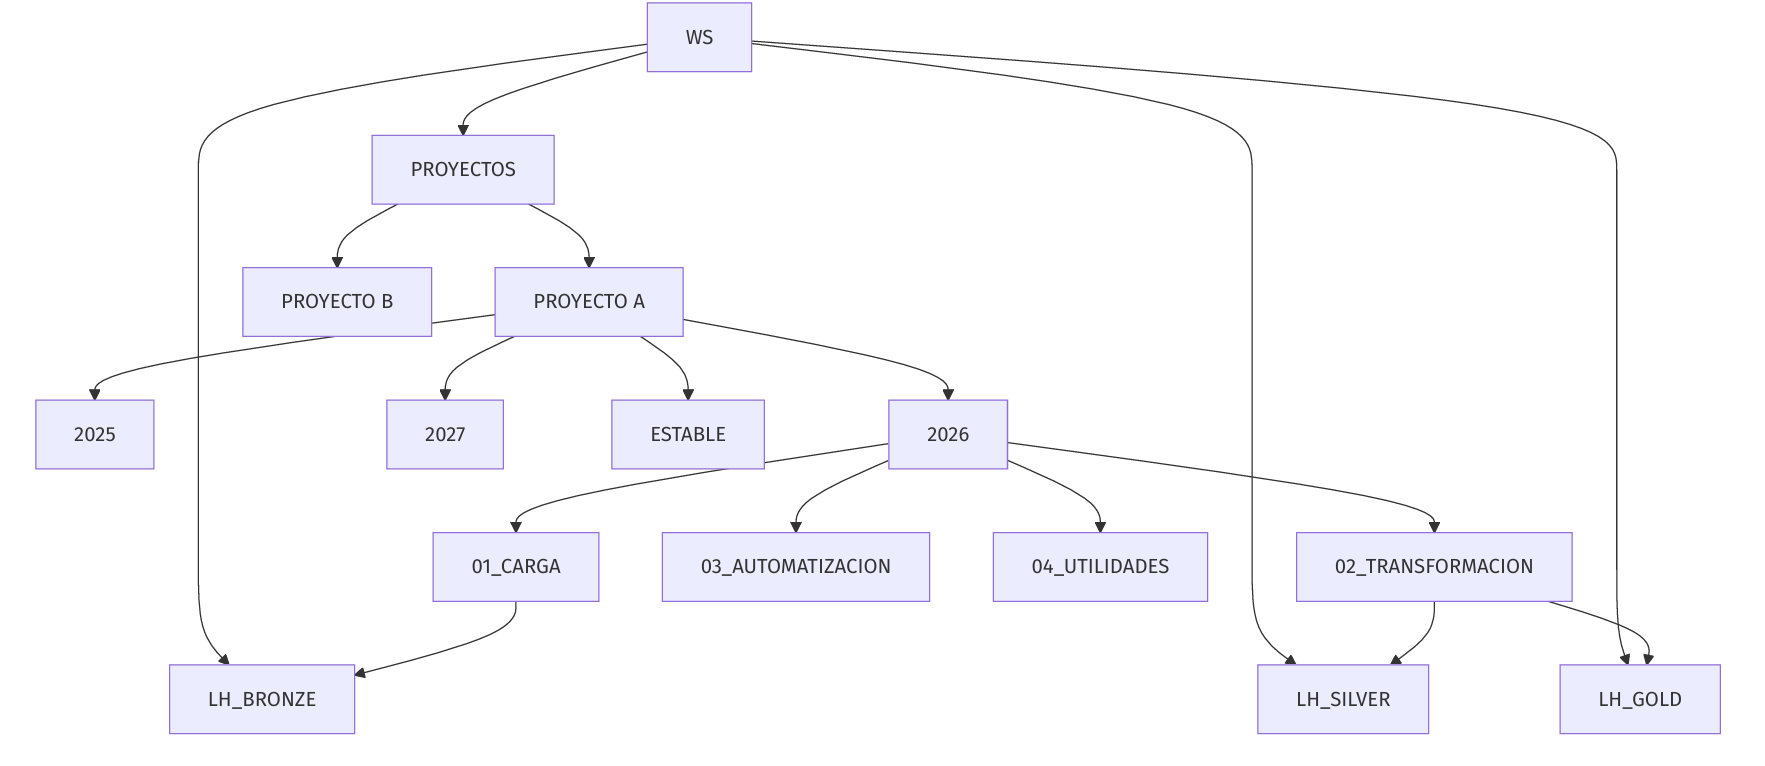 WS
PROYECTOS
PROYECTO B
PROYECTO A
2025
2027
ESTABLE
2026
01_CARGA
03_AUTOMATIZACION
04_UTILIDADES
02_TRANSFORMACION
LH_BRONZE
LH_SILVER
LH_GOLD